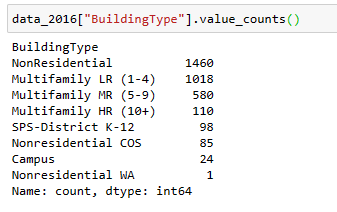 data_2016["BuildingType"].value_counts()
BuildingType
NonResidential 1460
Multifamily LR (1-4) 1018
Multifamily MR (5-9) 580
Multifamily HR (10+) 110
SPS-District K-12 98
Nonresidential COS 85
Campus 24
Nonresidential WA 1
Name: count, dtype: int64